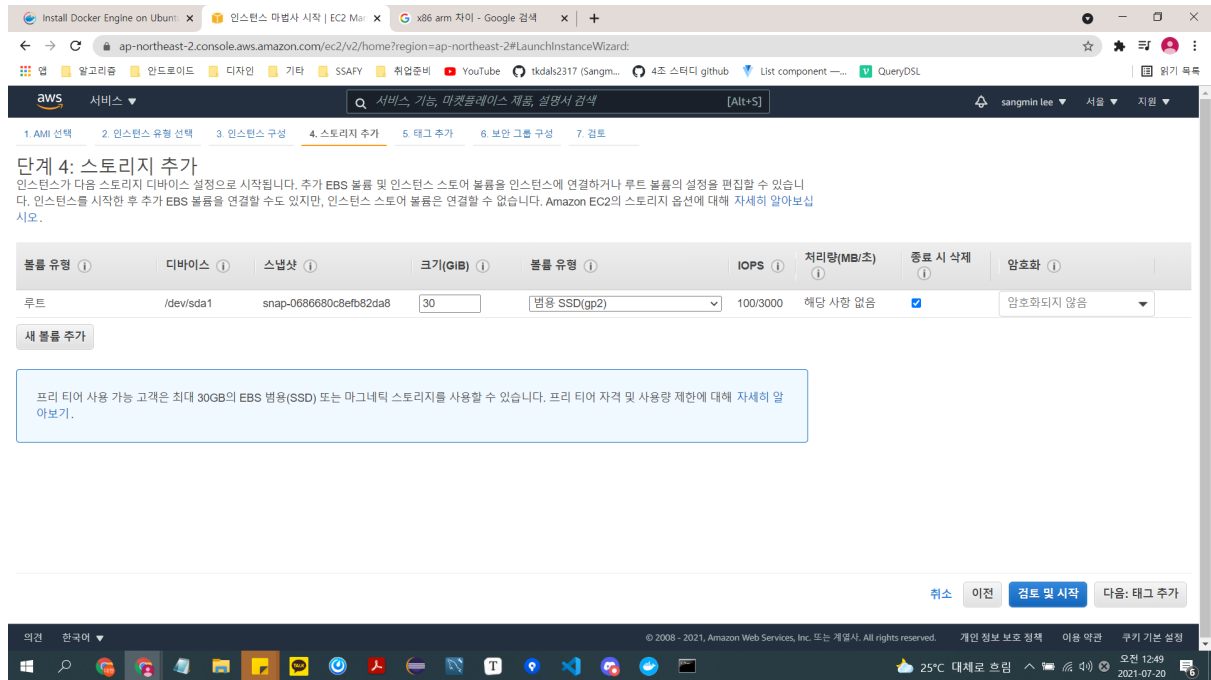 Install Docker Engine on Ubuntu
인스턴스 마법사 시작 | EC2 Mar
x86 arm 차이 - Google 검색
ap-northeast-2.console.aws.amazon.com/ec2/v2/home?region=ap-northeast-2#LaunchInstanceWizard:
앱 알고리즘 안드로이드 디자인 기타 SSAFY 취업준비 YouTube tkdals2317 (Sangm... 4조 스터디 github List component —... QueryDSL 읽기 목록
aws 서비스 서비스, 기능, 마켓플레이스 제품, 설명서 검색 [Alt+S] sangmin lee 서울 지원
1. AMI 선택 2. 인스턴스 유형 선택 3. 인스턴스 구성 4. 스토리지 추가 5. 태그 추가 6. 보안 그룹 구성 7. 검토
단계 4: 스토리지 추가
인스턴스가 다음 스토리지 디바이스 설정으로 시작됩니다. 추가 EBS 볼륨 및 인스턴스 스토어 볼륨을 인스턴스에 연결하거나 루트 볼륨의 설정을 편집할 수 있습니
다. 인스턴스를 시작한 후 추가 EBS 볼륨을 연결할 수도 있지만, 인스턴스 스토어 볼륨은 연결할 수 없습니다. Amazon EC2의 스토리지 옵션에 대해 자세히 알아보십
시오.
볼륨 유형 디바이스 스냅샷 크기(GiB) 볼륨 유형 IOPS 처리량(MB/초) 종료 시 삭제 암호화
루트 /dev/sda1 snap-0686680c8efb82da8 30 범용 SSD(gp2) 100/3000 해당 사항 없음 암호화되지 않음
새 볼륨 추가
프리 티어 사용 가능 고객은 최대 30GB의 EBS 범용(SSD) 또는 마그네틱 스토리지를 사용할 수 있습니다. 프리 티어 자격 및 사용량 제한에 대해 자세히 알
아보기.
취소 이전 검토 및 시작 다음: 태그 추가
의견 한국어 © 2008 - 2021, Amazon Web Services, Inc. 또는 계열사. All rights reserved. 개인 정보 보호 정책 이용 약관 쿠키 기본 설정
25°C 대체로 흐림 오전 12:49
2021-07-20
6